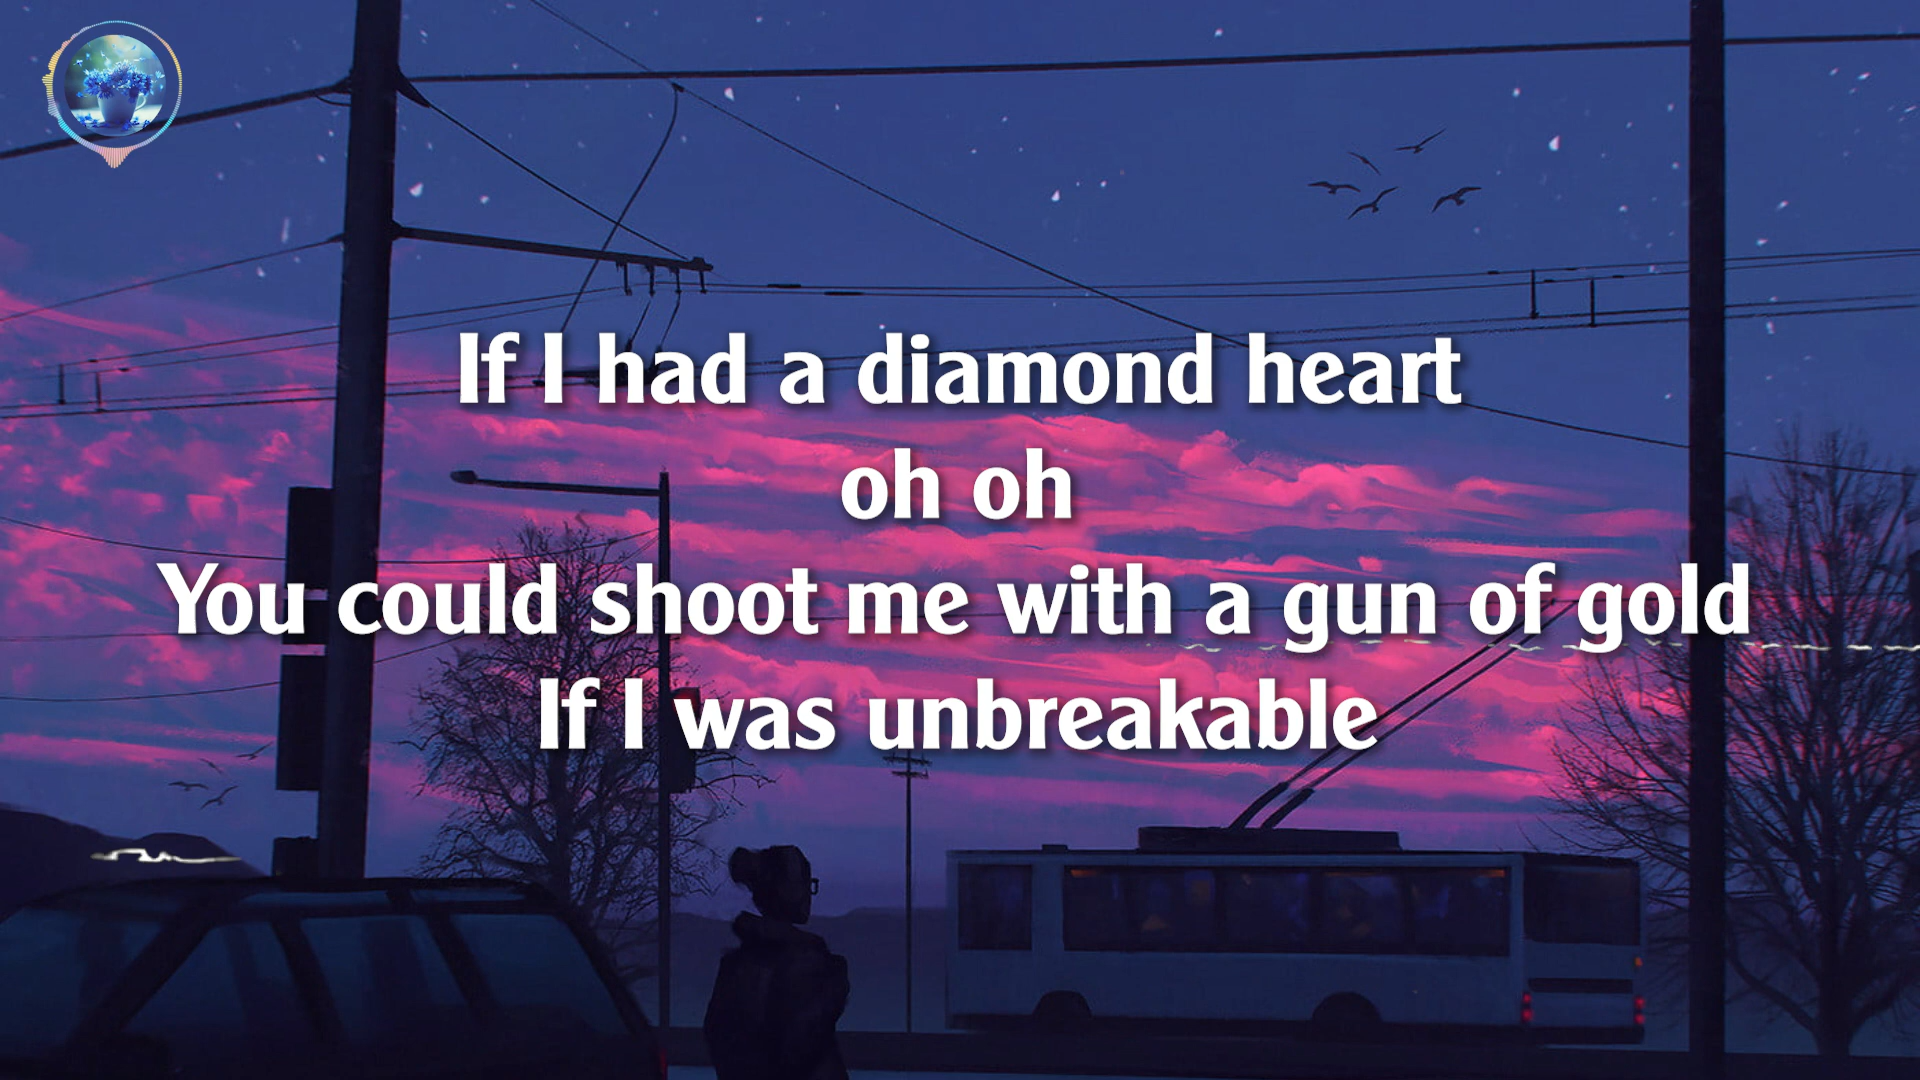 If I had a diamond heart
oh oh
You could shoot me with a gun of gold
If I was unbreakable